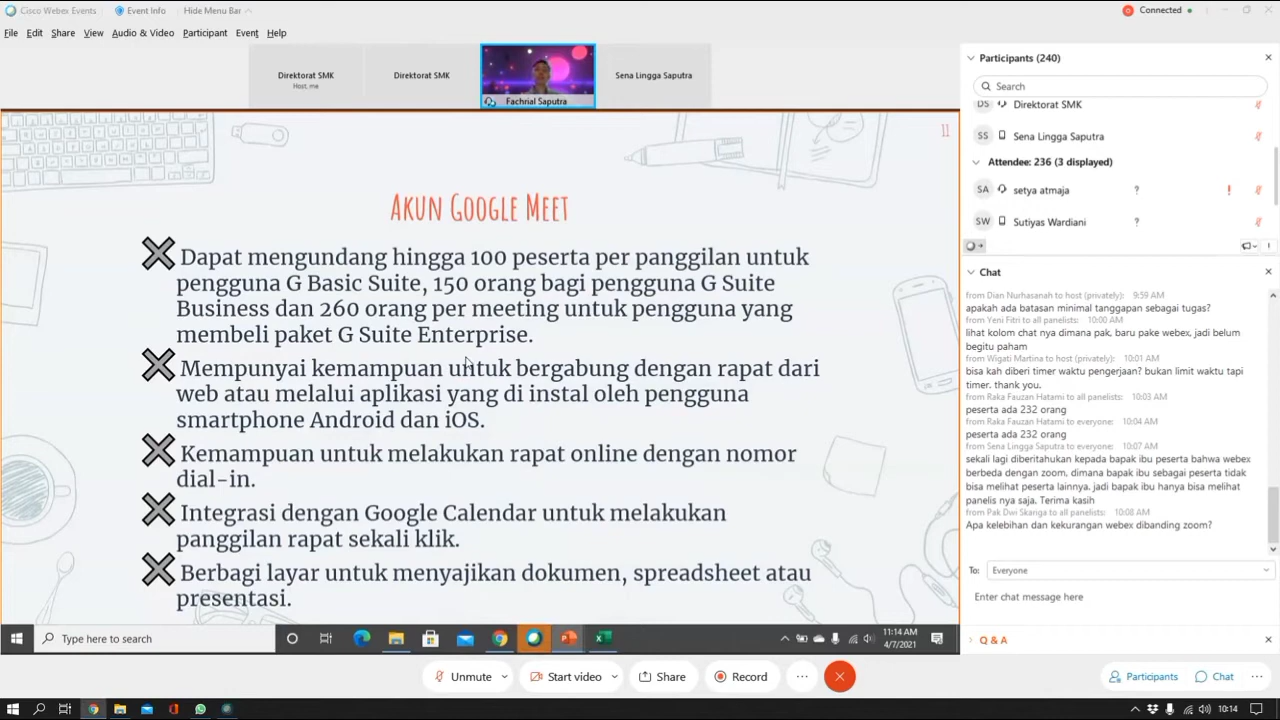 Cisco Webex Events
Event Info
Hide Menu Bar
Connected
File Edit Share View Audio & Video Participant Event Help
Direktorat SMK
Host, me
Direktorat SMK
Fachrial Saputra
Sena Lingga Saputra
11
Akun Google Meet
Dapat mengundang hingga 100 peserta per panggilan untuk
pengguna G Basic Suite, 150 orang bagi pengguna G Suite
Business dan 260 orang per meeting untuk pengguna yang
membeli paket G Suite Enterprise.
Mempunyai kemampuan untuk bergabung dengan rapat dari
web atau melalui aplikasi yang di instal oleh pengguna
smartphone Android dan iOS.
Kemampuan untuk melakukan rapat online dengan nomor
dial-in.
Integrasi dengan Google Calendar untuk melakukan
panggilan rapat sekali klik.
Berbagi layar untuk menyajikan dokumen, spreadsheet atau
presentasi.
Type here to search
11:14 AM
4/7/2021
Participants (240)
Search
DS Direktorat SMK
SS Sena Lingga Saputra
Attendee: 236 (3 displayed)
SA setya atmaja ?
SW Sutiyas Wardiani ?
Chat
from Dian Nurhasanah to host (privately): 9:59 AM
apakah ada batasan minimal tanggapan sebagai tugas?
from Yeni Fitri to all panelists: 10:00 AM
lihat kolom chat nya dimana pak, baru pake webex, jadi belum
begitu paham
from Wigati Martina to host (privately): 10:01 AM
bisa kah diberi timer waktu pengerjaan? bukan limit waktu tapi
timer. thank you.
from Raka Fauzan Hatami to all panelists: 10:03 AM
peserta ada 232 orang
from Raka Fauzan Hatami to everyone: 10:04 AM
peserta ada 232 orang
from Sena Lingga Saputra to everyone: 10:07 AM
sekali lagi diberitahukan kepada bapak ibu peserta bahwa webex
berbeda dengan zoom, dimana bapak ibu sebagai peserta tidak
bisa melihat peserta lainnya. jadi bapak ibu hanya bisa melihat
panelis nya saja. Terima kasih
from Pak Dwi Skariga to all panelists: 10:08 AM
Apa kelebihan dan kekurangan webex dibanding zoom?
To: Everyone
Enter chat message here
Q & A
Unmute Start video Share Record
Participants Chat
10:14